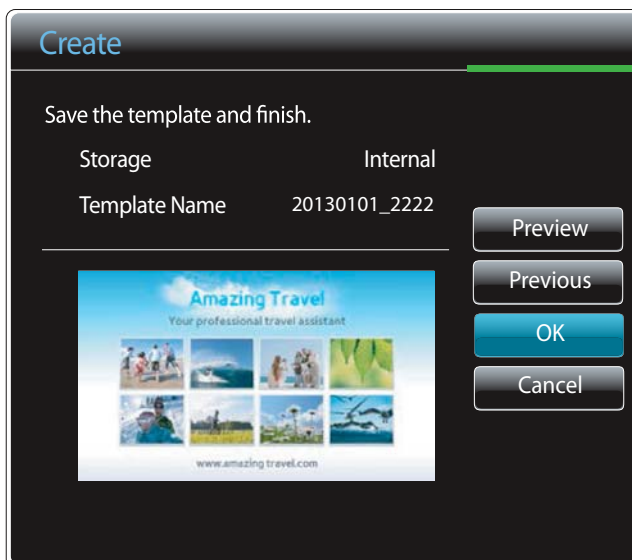 Create
Save the template and finish.
Storage Internal
Template Name 20130101_2222
Preview
Previous
OK
Cancel
Amazing Travel
Your professional travel assistant
www.amazing travel.com